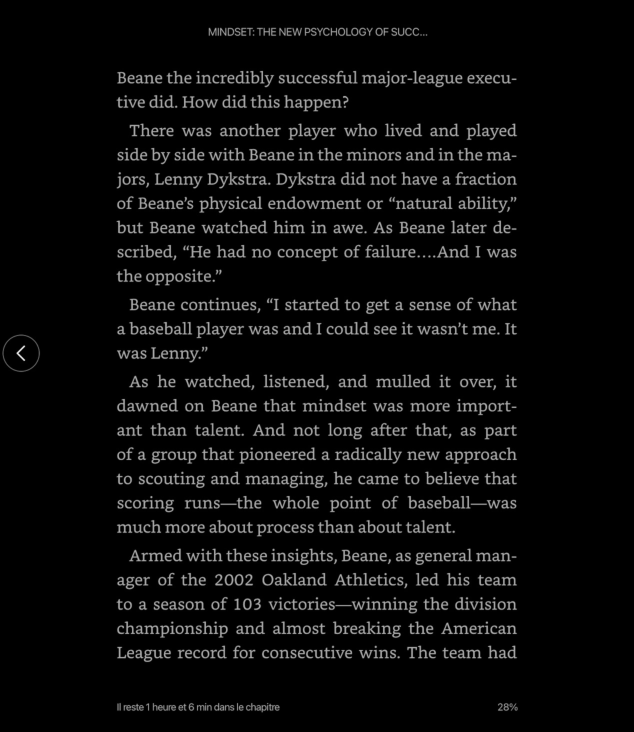 MINDSET: THE NEW PSYCHOLOGY OF SUCC...
Beane the incredibly successful major-league execu-
tive did. How did this happen?
There was another player who lived and played
side by side with Beane in the minors and in the ma-
jors, Lenny Dykstra. Dykstra did not have a fraction
of Beane’s physical endowment or “natural ability,”
but Beane watched him in awe. As Beane later de-
scribed, “He had no concept of failure….And I was
the opposite.”
Beane continues, “I started to get a sense of what
a baseball player was and I could see it wasn’t me. It
was Lenny.”
As he watched, listened, and mulled it over, it
dawned on Beane that mindset was more import-
ant than talent. And not long after that, as part
of a group that pioneered a radically new approach
to scouting and managing, he came to believe that
scoring runs—the whole point of baseball—was
much more about process than about talent.
Armed with these insights, Beane, as general man-
ager of the 2002 Oakland Athletics, led his team
to a season of 103 victories—winning the division
championship and almost breaking the American
League record for consecutive wins. The team had
Il reste 1 heure et 6 min dans le chapitre
28%